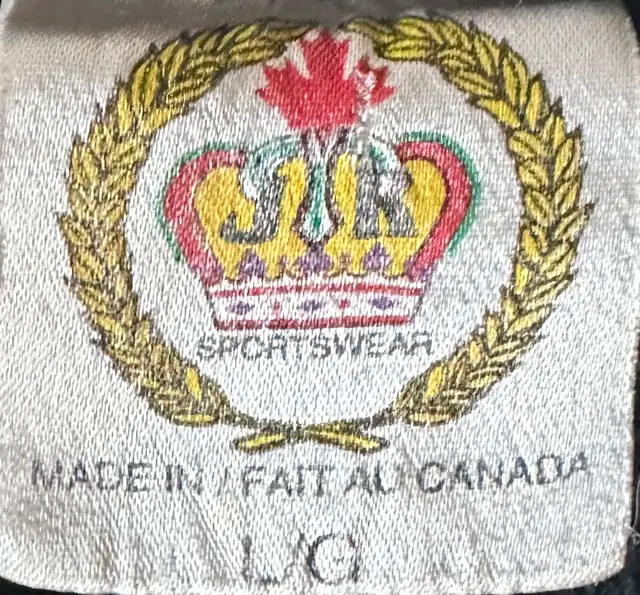 JK
SPORTSWEAR
MADE IN / FAIT AU CANADA
L/G